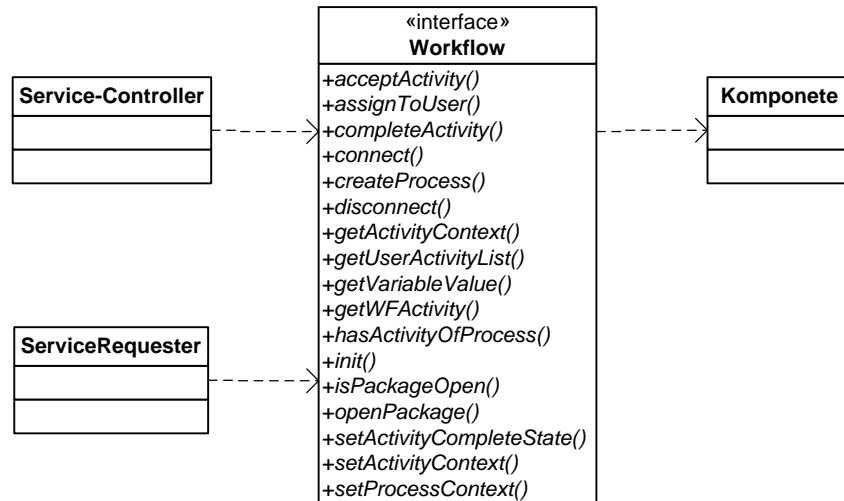 «interface»
Workflow
+acceptActivity()
+assignToUser()
+completeActivity()
+connect()
+createProcess()
+disconnect()
+getActivityContext()
+getUserActivityList()
+getVariableValue()
+getWFActivity()
+hasActivityOfProcess()
+init()
+isPackageOpen()
+openPackage()
+setActivityCompleteState()
+setActivityContext()
+setProcessContext()
Service-Controller
ServiceRequester
Komponete